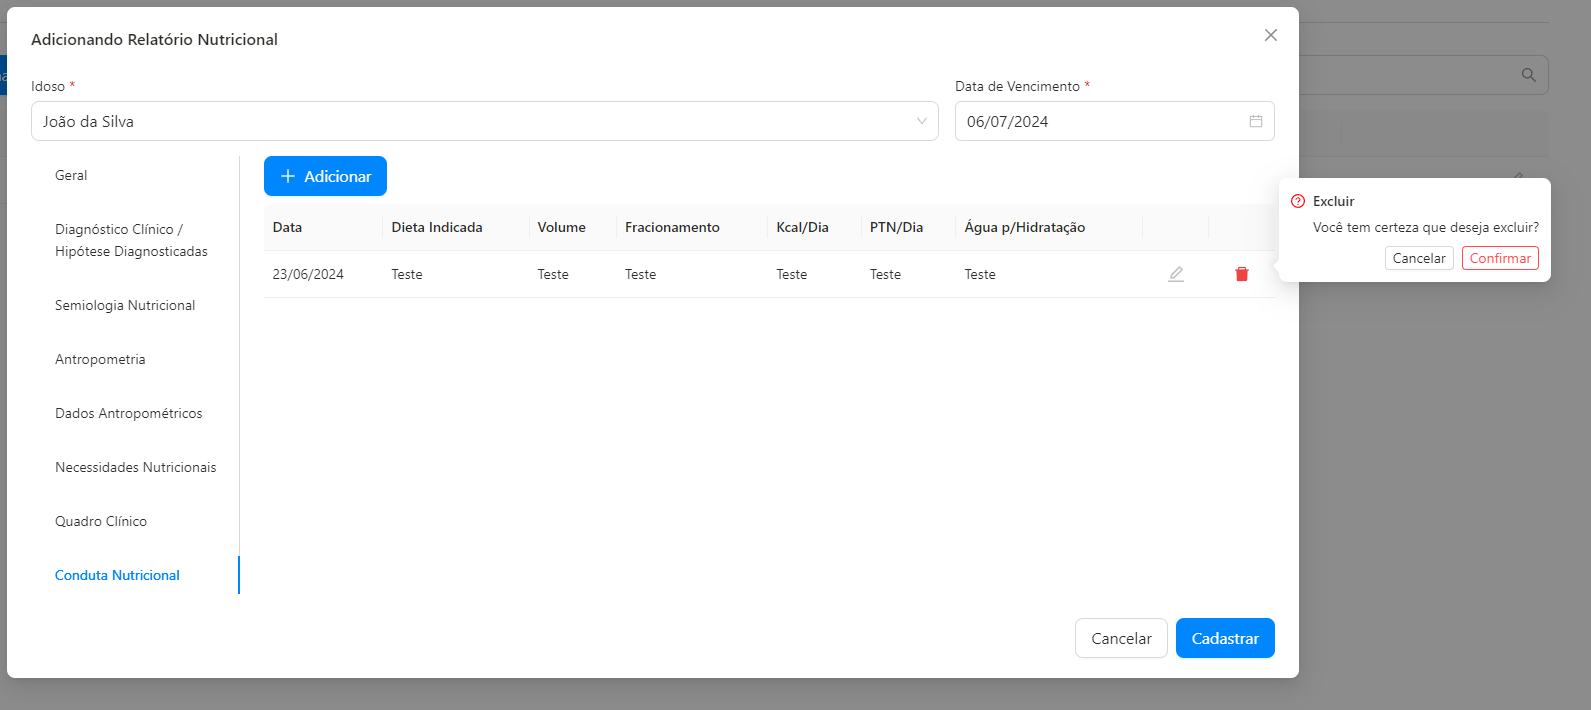 Adicionando Relatório Nutricional
Idoso *
Data de Vencimento *
João da Silva
06/07/2024
Geral
Diagnóstico Clínico /
Hipótese Diagnosticadas
Semiologia Nutricional
Antropometria
Dados Antropométricos
Necessidades Nutricionais
Quadro Clínico
Conduta Nutricional
Adicionar
Data Dieta Indicada Volume Fracionamento Kcal/Dia PTN/Dia Água p/Hidratação
23/06/2024 Teste Teste Teste Teste Teste Teste
Excluir
Você tem certeza que deseja excluir?
Cancelar Confirmar
Cancelar Cadastrar